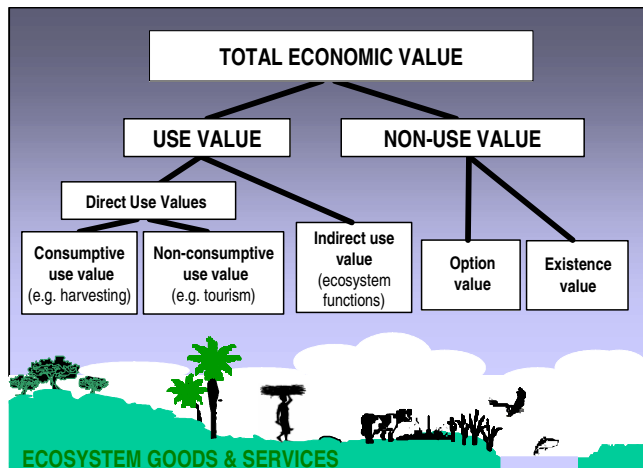 TOTAL ECONOMIC VALUE
USE VALUE
NON-USE VALUE
Direct Use Values
Consumptive
use value
(e.g. harvesting)
Non-consumptive
use value
(e.g. tourism)
Indirect use
value
(ecosystem
functions)
Option
value
Existence
value
ECOSYSTEM GOODS & SERVICES